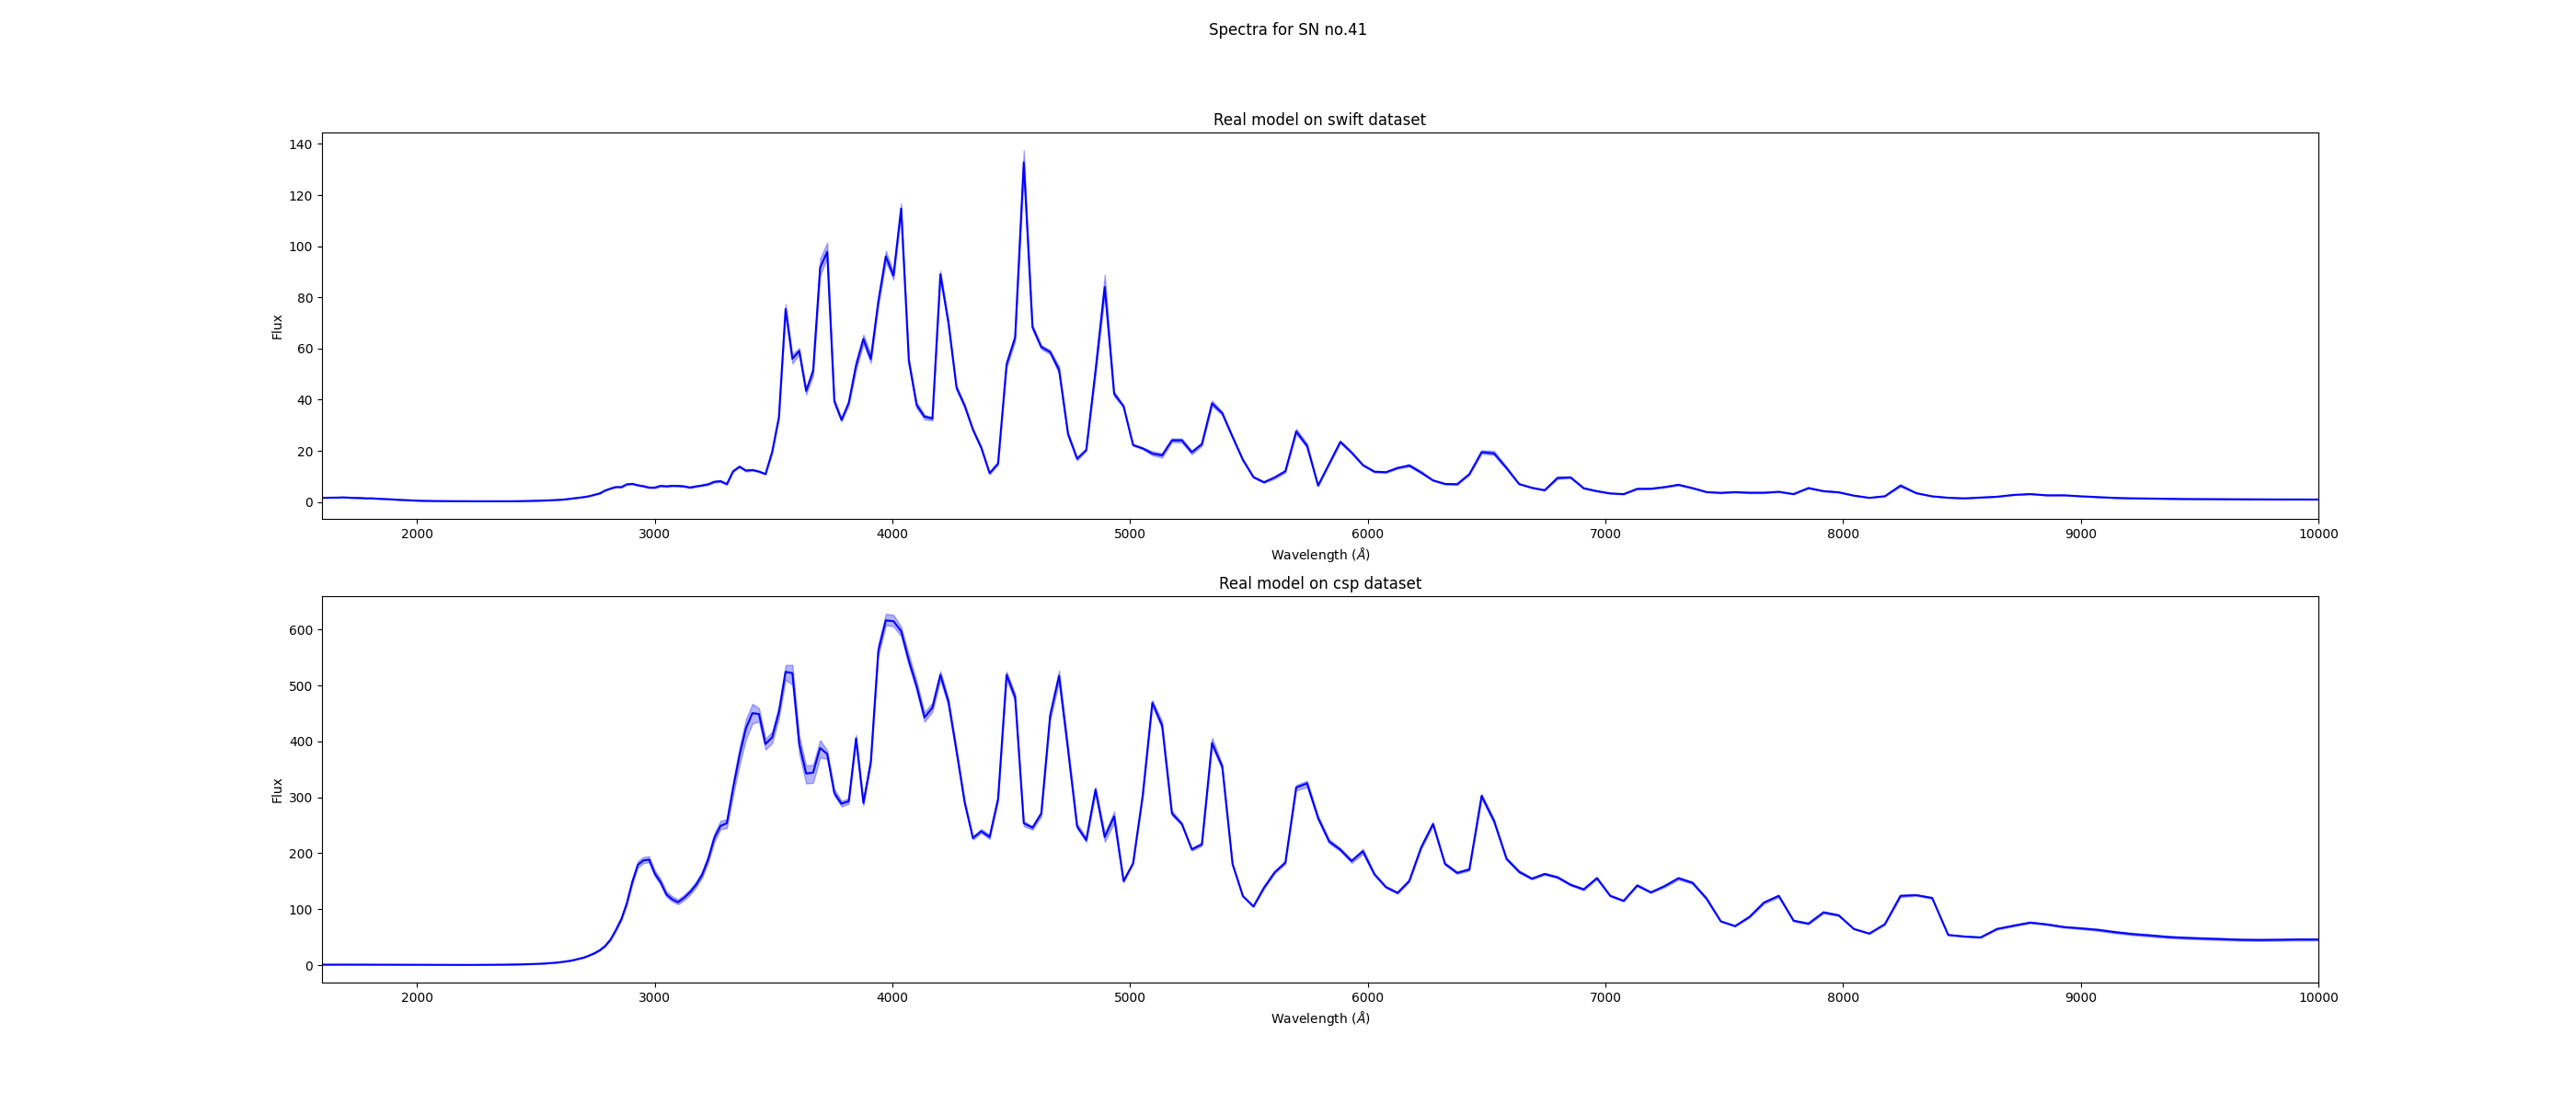 Spectra for SN no.41
Real model on swift dataset
140
120
100
80
60
40
20
0
Flux
2000 3000 4000 5000 6000 7000 8000 9000 10000
Wavelength (Å)
Real model on csp dataset
600
500
400
300
200
100
0
Flux
2000 3000 4000 5000 6000 7000 8000 9000 10000
Wavelength (Å)